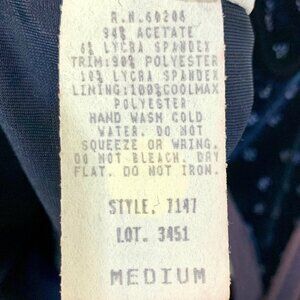 R.N.60206
94% ACETATE
6% LYCRA SPANDEX
TRIM:90% POLYESTER
10% LYCRA SPANDEX
LINING:100%COOLMAX
POLYESTER
HAND WASH COLD
WATER. DO NOT
SQUEEZE OR WRING.
DO NOT BLEACH. DRY
FLAT. DO NOT IRON.
STYLE. 7147
LOT. 3451
MEDIUM